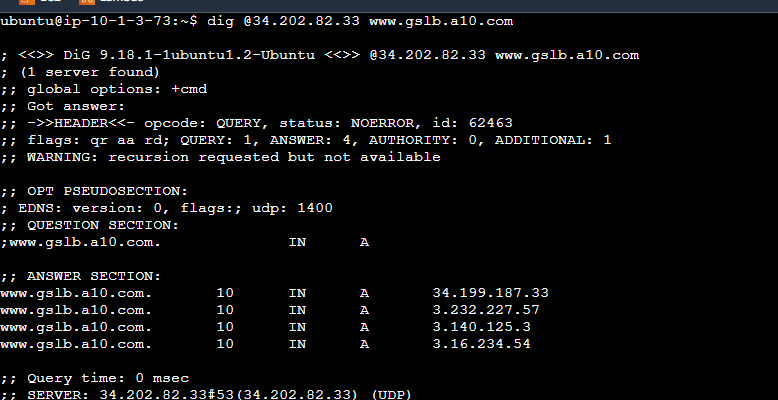 ubuntu@ip-10-1-3-73:~$ dig @34.202.82.33 www.gslb.a10.com

; <<>> DiG 9.18.1-1ubuntu1.2-Ubuntu <<>> @34.202.82.33 www.gslb.a10.com
; (1 server found)
;; global options: +cmd
;; Got answer:
;; ->>HEADER<<- opcode: QUERY, status: NOERROR, id: 62463
;; flags: qr aa rd; QUERY: 1, ANSWER: 4, AUTHORITY: 0, ADDITIONAL: 1
;; WARNING: recursion requested but not available

;; OPT PSEUDOSECTION:
; EDNS: version: 0, flags:; udp: 1400
;; QUESTION SECTION:
;www.gslb.a10.com. IN A

;; ANSWER SECTION:
www.gslb.a10.com. 10 IN A 34.199.187.33
www.gslb.a10.com. 10 IN A 3.232.227.57
www.gslb.a10.com. 10 IN A 3.140.125.3
www.gslb.a10.com. 10 IN A 3.16.234.54

;; Query time: 0 msec
;; SERVER: 34.202.82.33#53(34.202.82.33) (UDP)